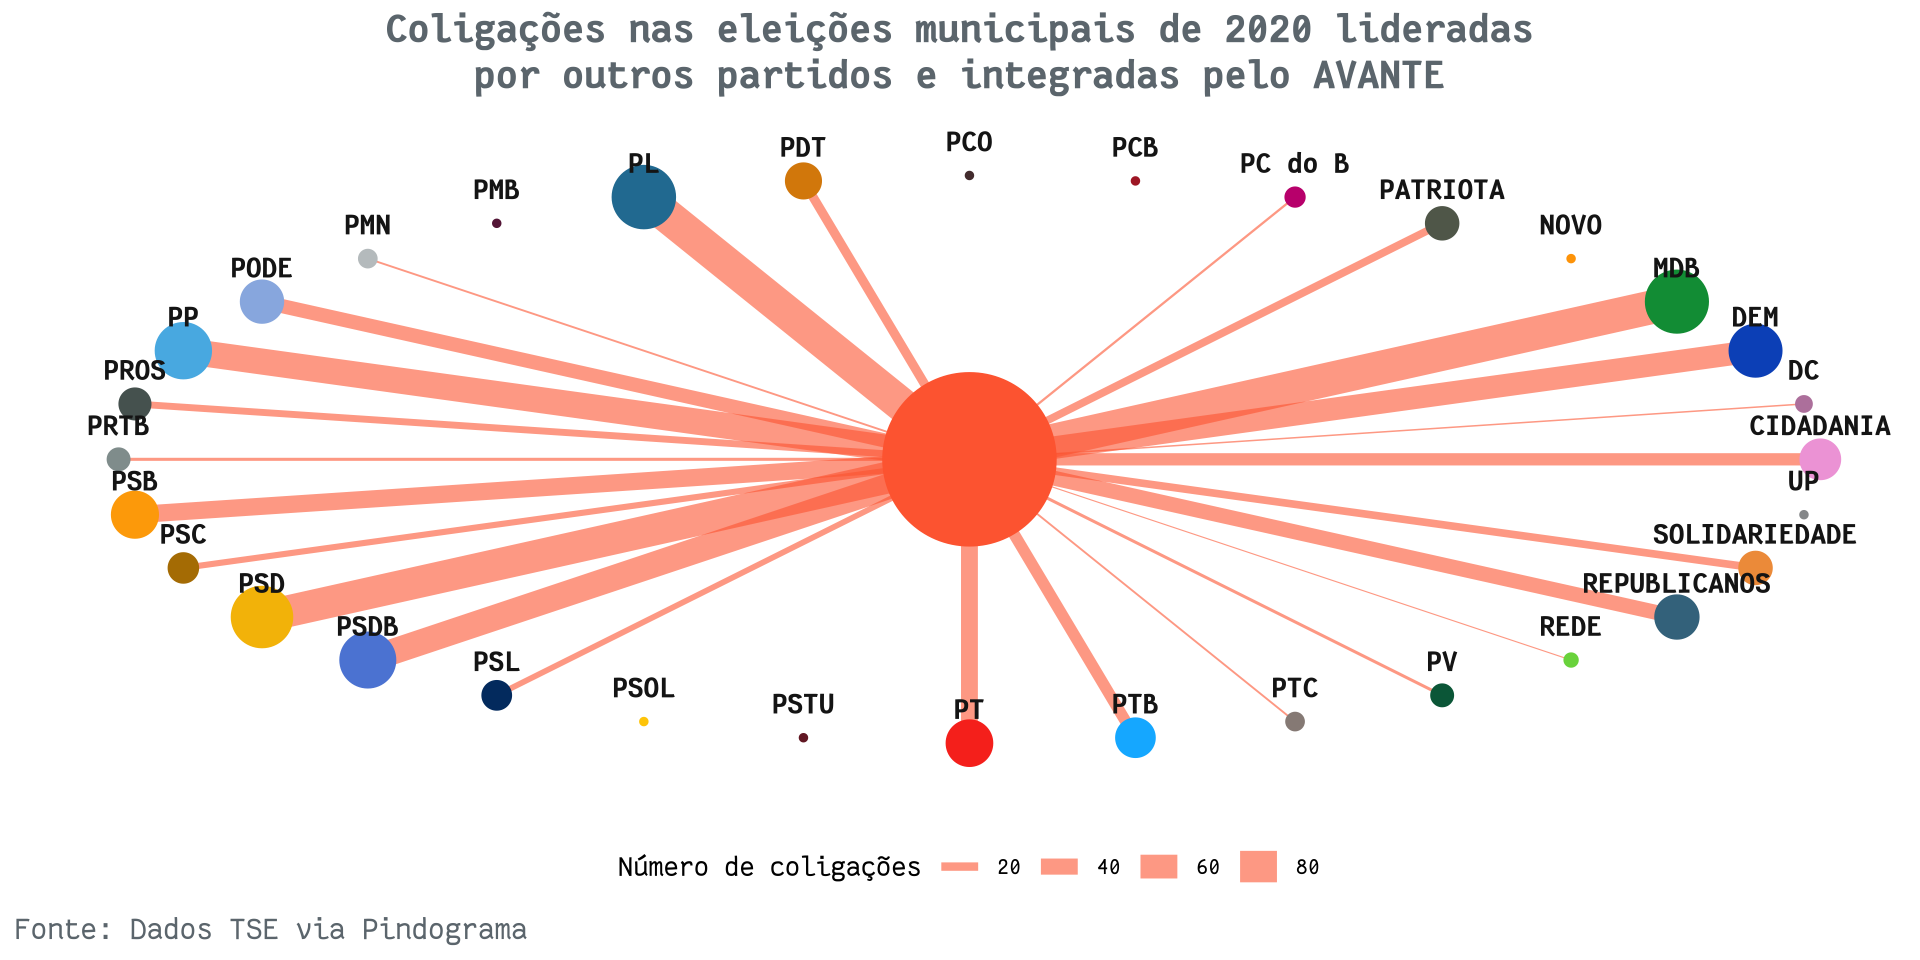 Coligações nas eleições municipais de 2020 lideradas
por outros partidos e integradas pelo AVANTE
PCO
PDT
PCB
PL
PC do B
PMB
PATRIOTA
PMN
NOVO
PODE
MDB
PP
DEM
PROS
DC
PRTB
CIDADANIA
PSB
UP
PSC
SOLIDARIEDADE
PSD
REPUBLICANOS
PSDB
REDE
PSL
PV
PSOL
PTC
PSTU
PT
PTB
Número de coligações 20 40 60 80
Fonte: Dados TSE via Pindograma